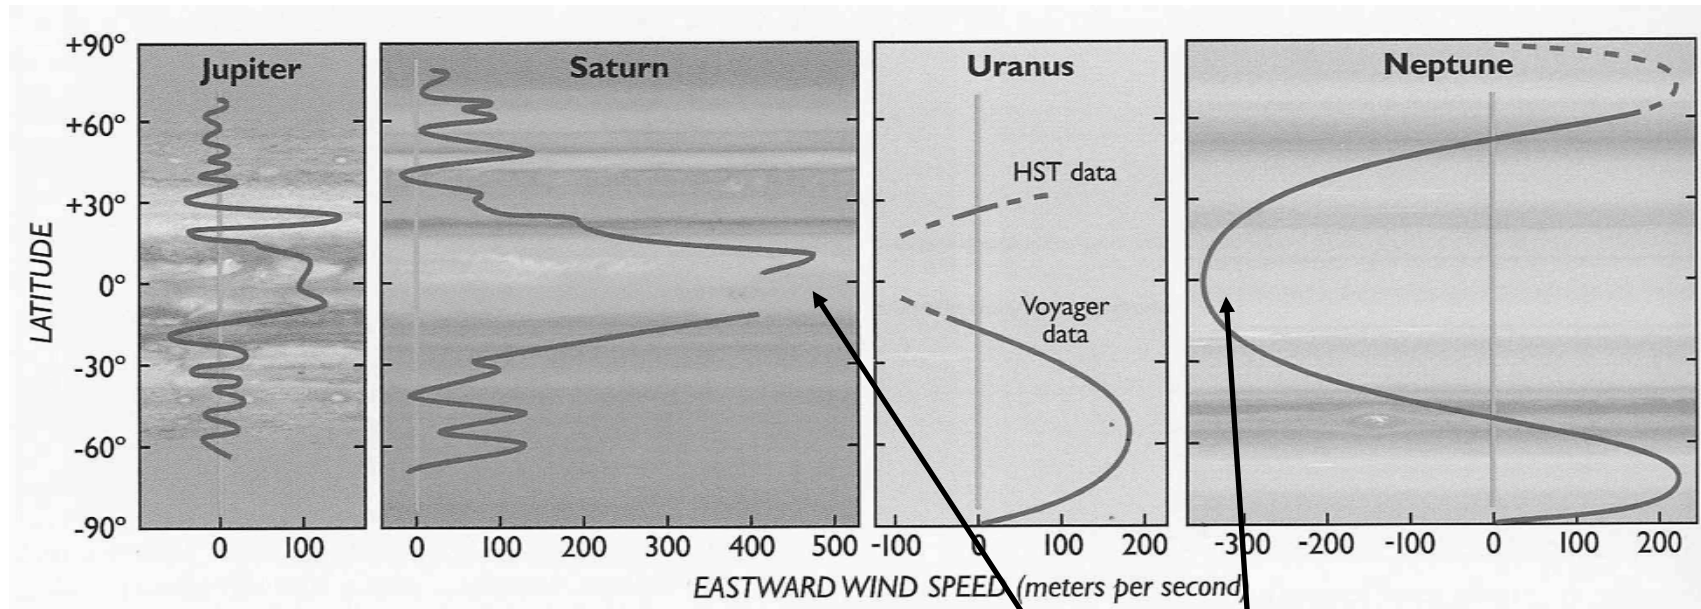 Jupiter
Saturn
Uranus
Neptune
+90°
+60°
+30°
0°
-30°
-60°
-90°
LATITUDE
HST data
Voyager
data
0 100
0 100 200 300 400 500
-100 0 100 200
-300 -200 -100 0 100 200
EASTWARD WIND SPEED (meters per second)